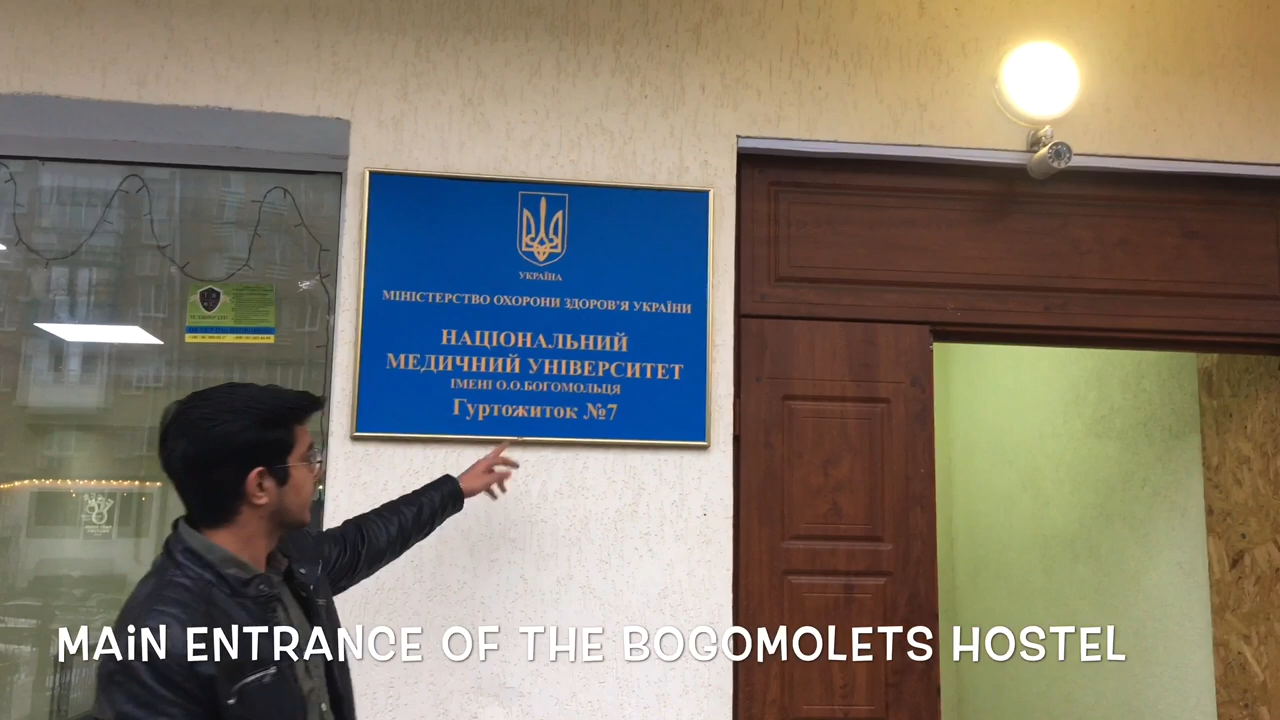 УКРАЇНА
МІНІСТЕРСТВО ОХОРОНИ ЗДОРОВ'Я УКРАЇНИ
НАЦІОНАЛЬНИЙ
МЕДИЧНИЙ УНІВЕРСИТЕТ
ІМЕНІ О.О.БОГОМОЛЬЦЯ
Гуртожиток №7
MAiN ENTRANCE OF THE BOGOMOLETS HOSTEL